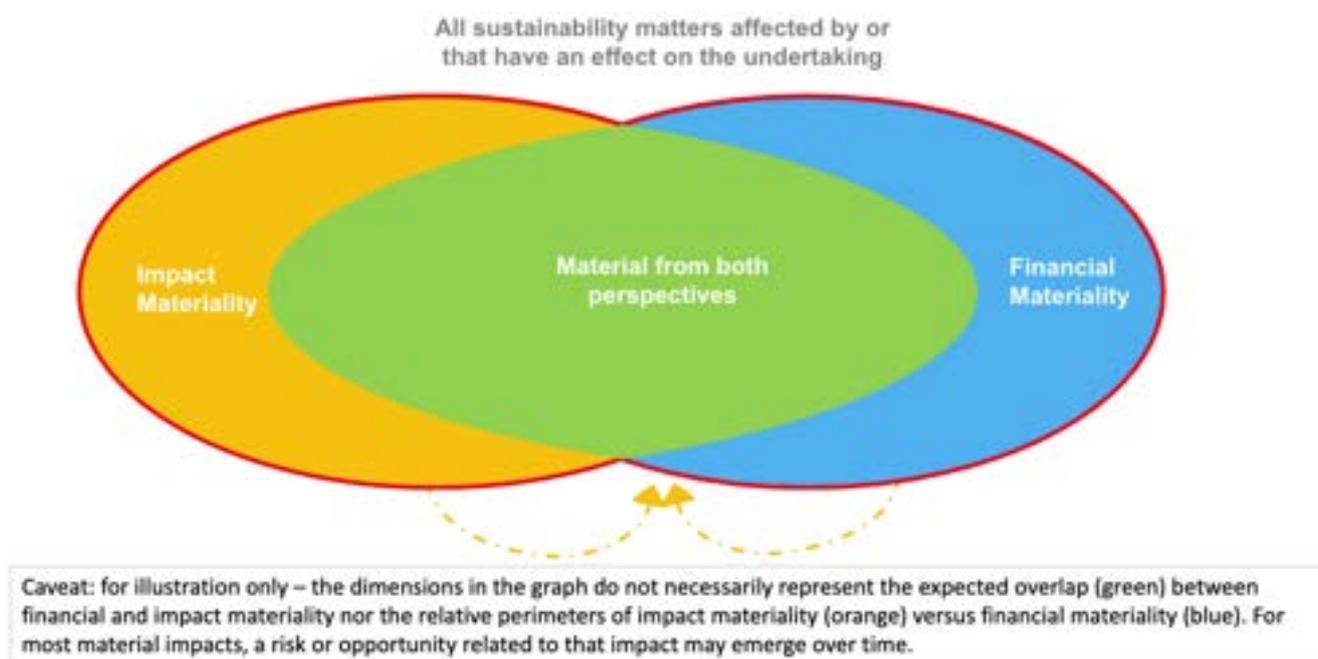 All sustainability matters affected by or
that have an effect on the undertaking
Impact
Materiality
Material from both
perspectives
Financial
Materiality
Caveat: for illustration only – the dimensions in the graph do not necessarily represent the expected overlap (green) between
financial and impact materiality nor the relative perimeters of impact materiality (orange) versus financial materiality (blue). For
most material impacts, a risk or opportunity related to that impact may emerge over time.